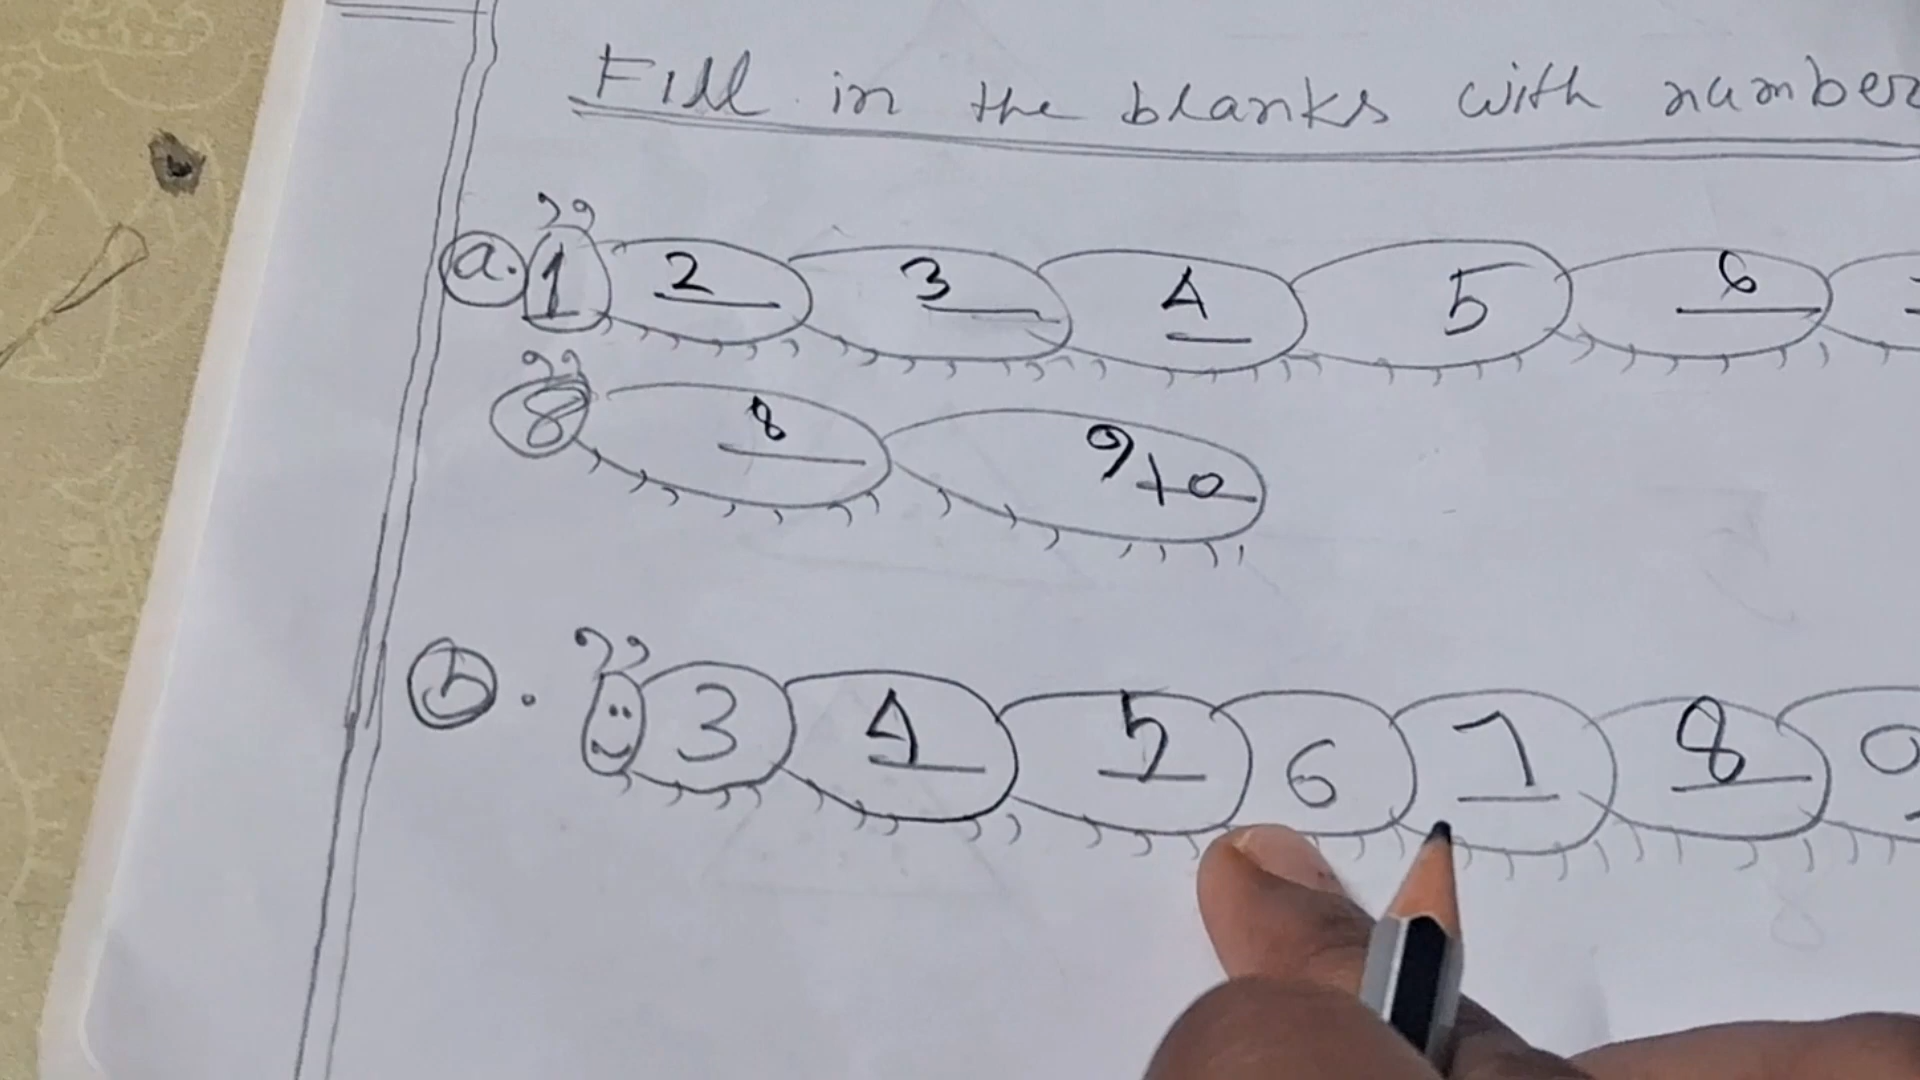 Fill in the blanks with number
a. 1 2 3 4 5 6
8 8 9 10
b. 3 4 5 6 7 8 9